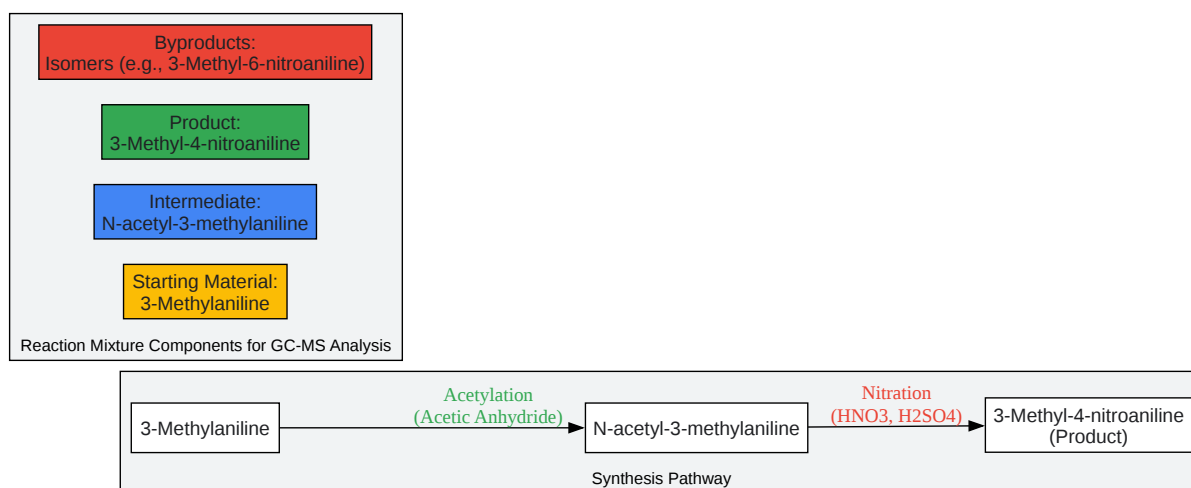 Byproducts:
Isomers (e.g., 3-Methyl-6-nitroaniline)
Product:
3-Methyl-4-nitroaniline
Intermediate:
N-acetyl-3-methylaniline
Starting Material:
3-Methylaniline
Reaction Mixture Components for GC-MS Analysis
3-Methylaniline
Acetylation
(Acetic Anhydride)
N-acetyl-3-methylaniline
Nitration
(HNO3, H2SO4)
3-Methyl-4-nitroaniline
(Product)
Synthesis Pathway